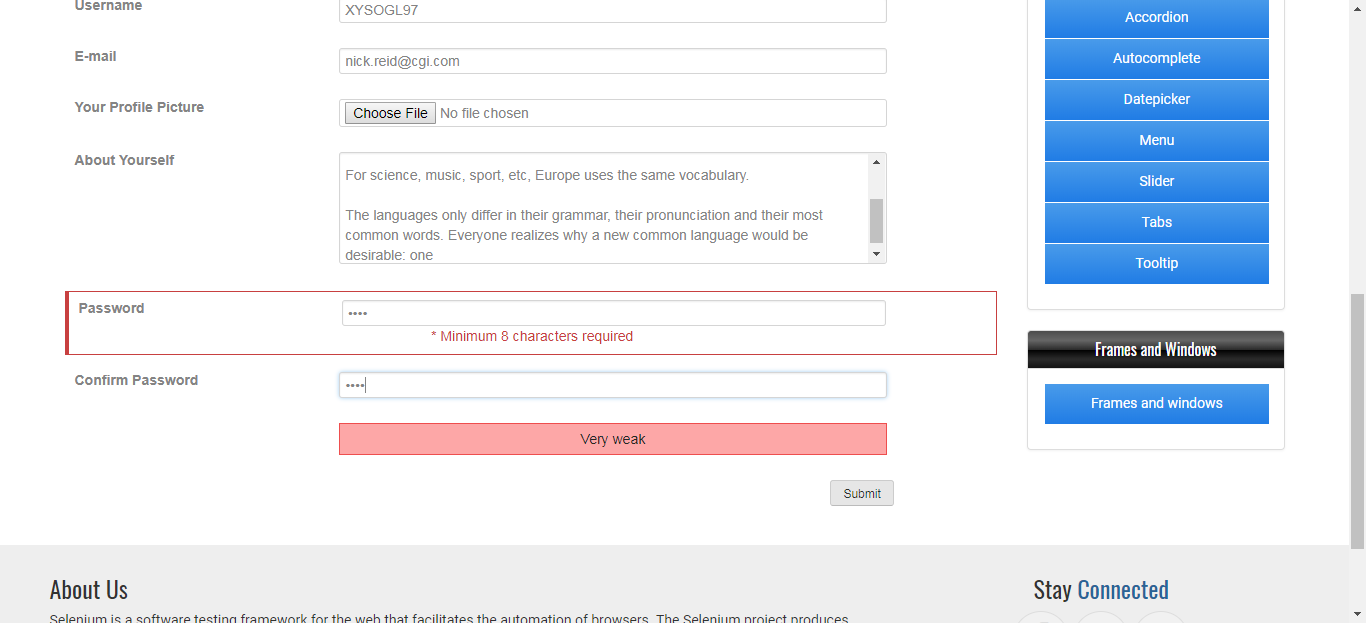 Username
XYSOGL97
E-mail
nick.reid@cgi.com
Your Profile Picture
Choose File No file chosen
About Yourself
For science, music, sport, etc, Europe uses the same vocabulary.
The languages only differ in their grammar, their pronunciation and their most
common words. Everyone realizes why a new common language would be
desirable: one
Password
••••
* Minimum 8 characters required
Confirm Password
••••
Very weak
Submit
Accordion
Autocomplete
Datepicker
Menu
Slider
Tabs
Tooltip
Frames and Windows
Frames and windows
About Us
Selenium is a software testing framework for the web that facilitates the automation of browsers. The Selenium project produces
Stay Connected